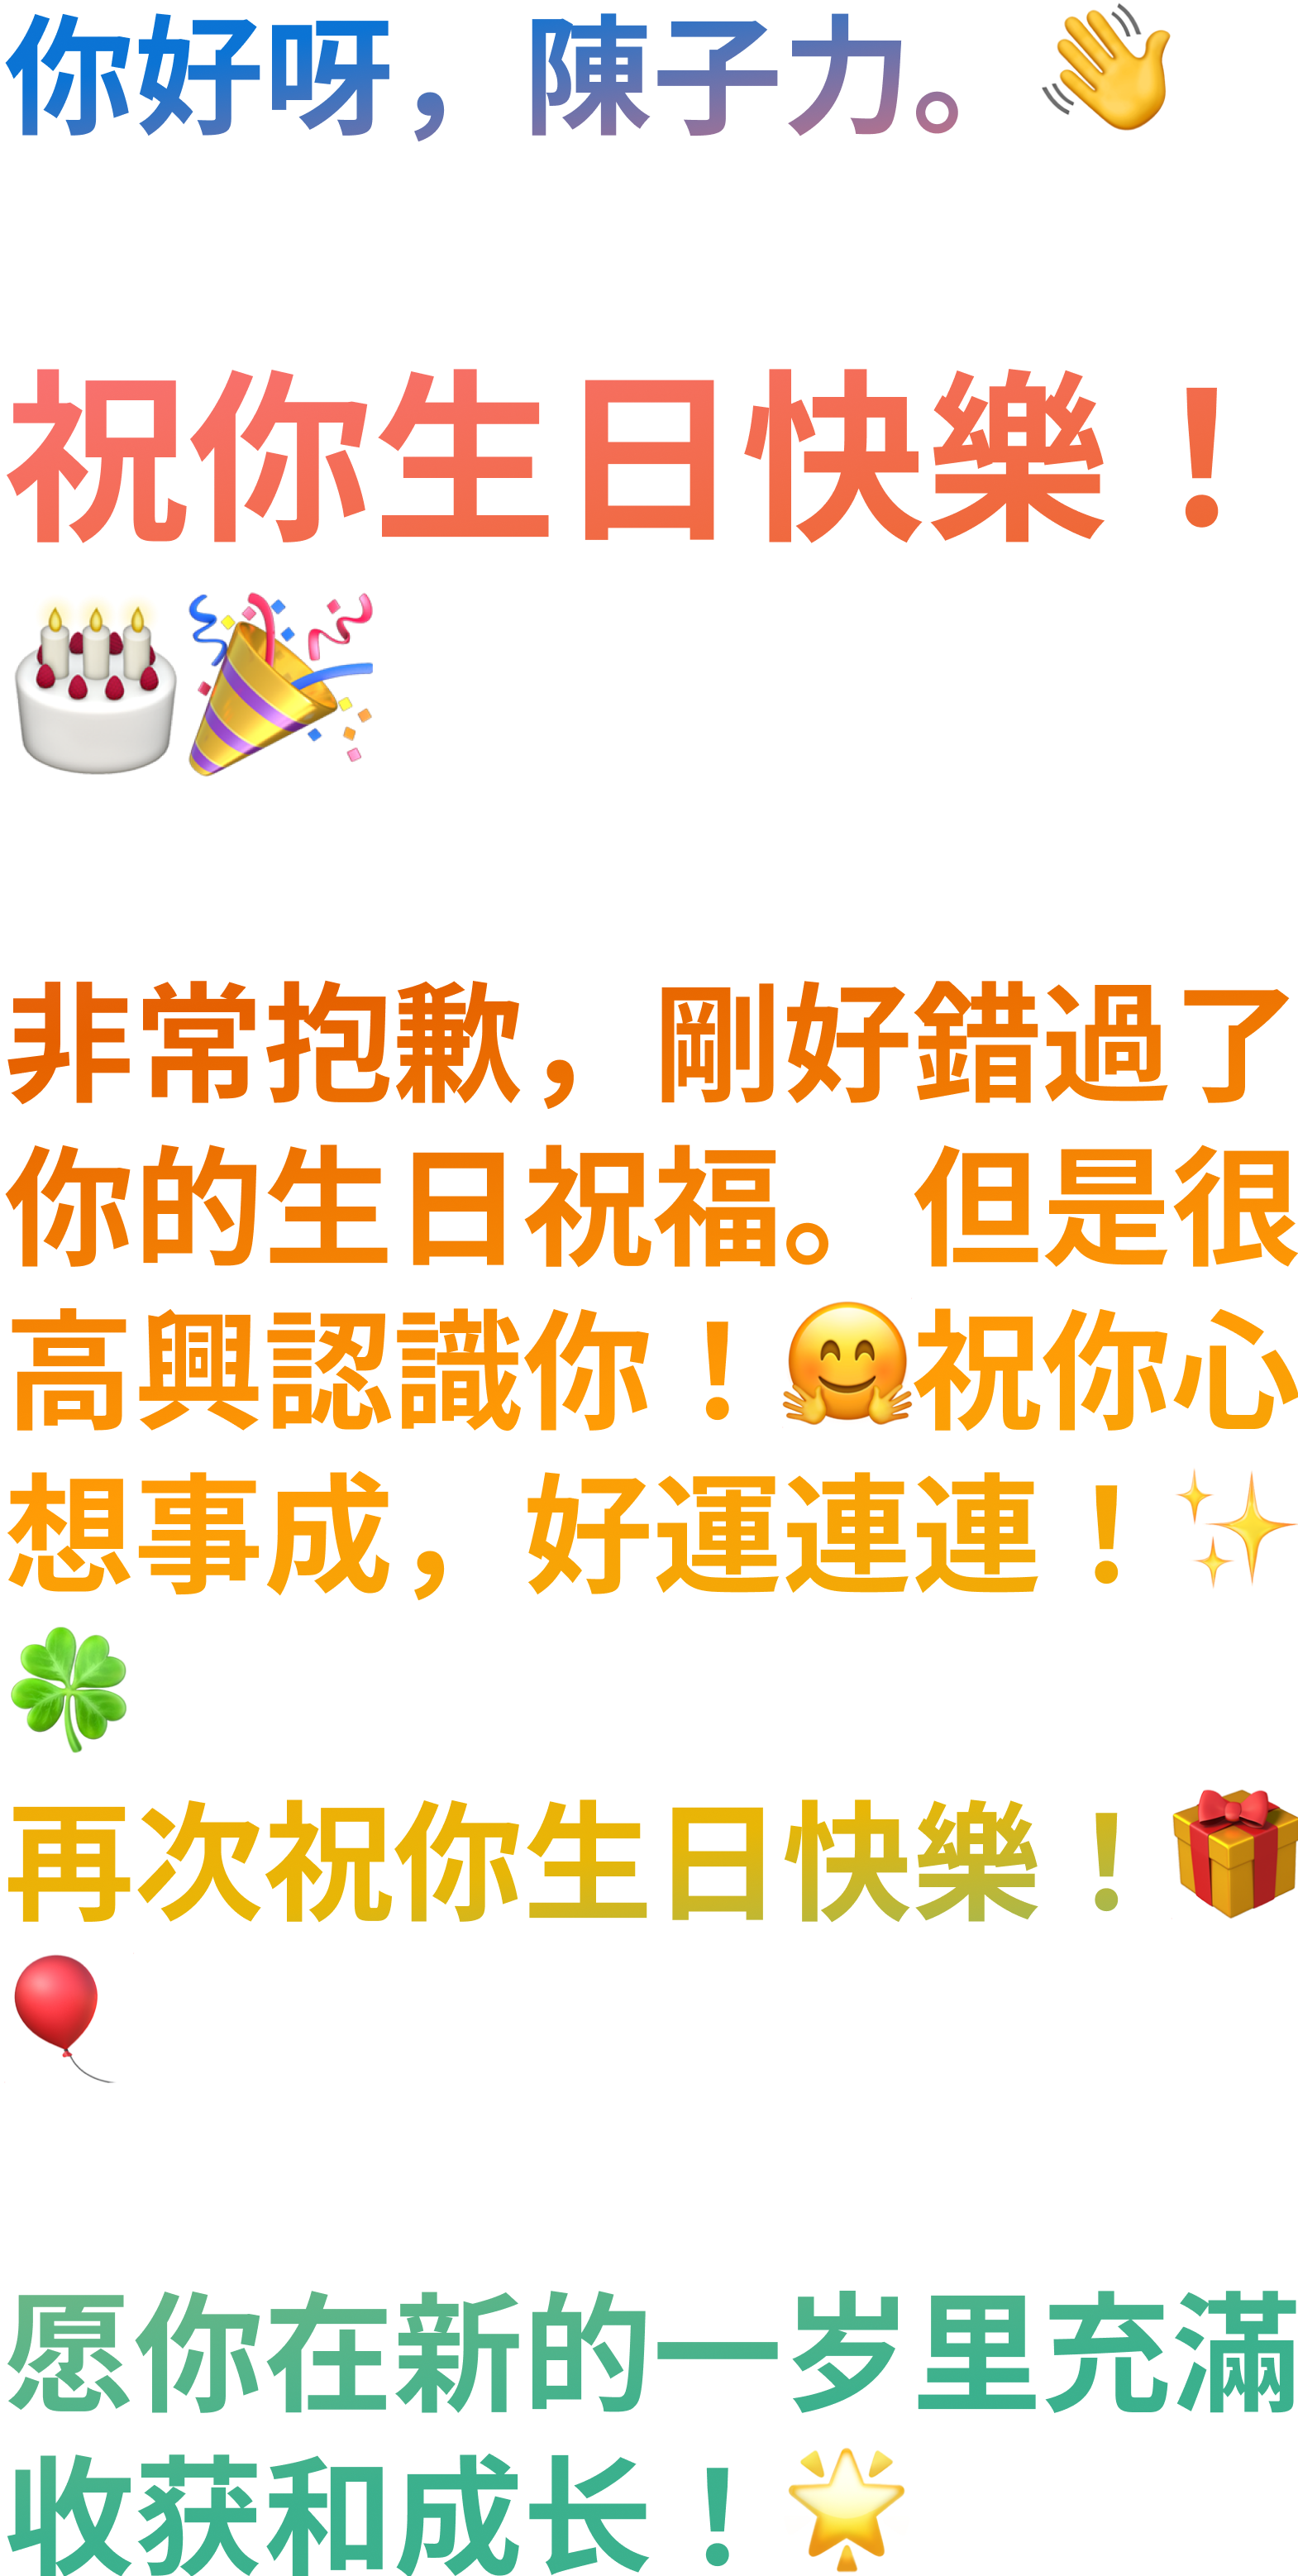 你好呀，陳子力。👋
祝你生日快樂！
🎂🎉
非常抱歉，剛好錯過了
你的生日祝福。但是很
高興認識你！🤗祝你心
想事成，好運連連！✨
🍀
再次祝你生日快樂！🎁
🎈
愿你在新的一岁里充滿
收获和成长！🌟